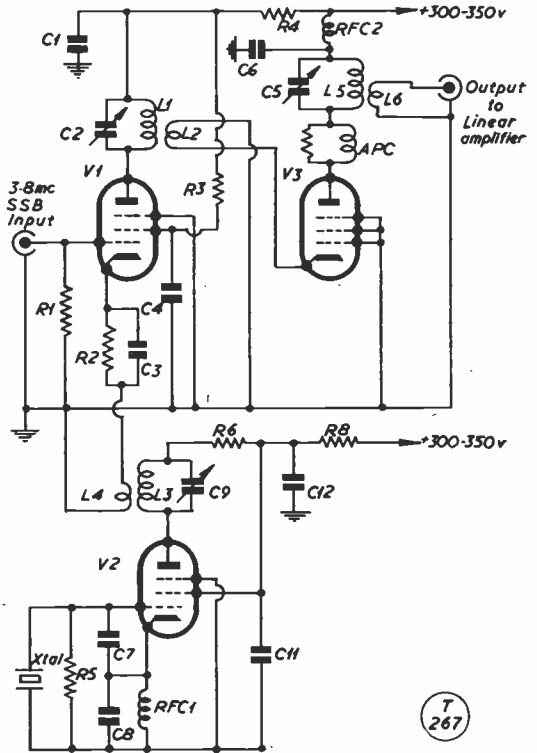 R4
+300-350v
RFC2
C1
C6
C5
L5
L6
Output
to
Linear
amplifier
L1
C2
L2
APC
V1
V3
R3
3·8mc
SSB
Input
R1
C4
R2
C3
R6
R8
+300-350v
L4
L3
C9
C12
V2
Xtal
R5
C7
C11
C8
RFC1
T
267